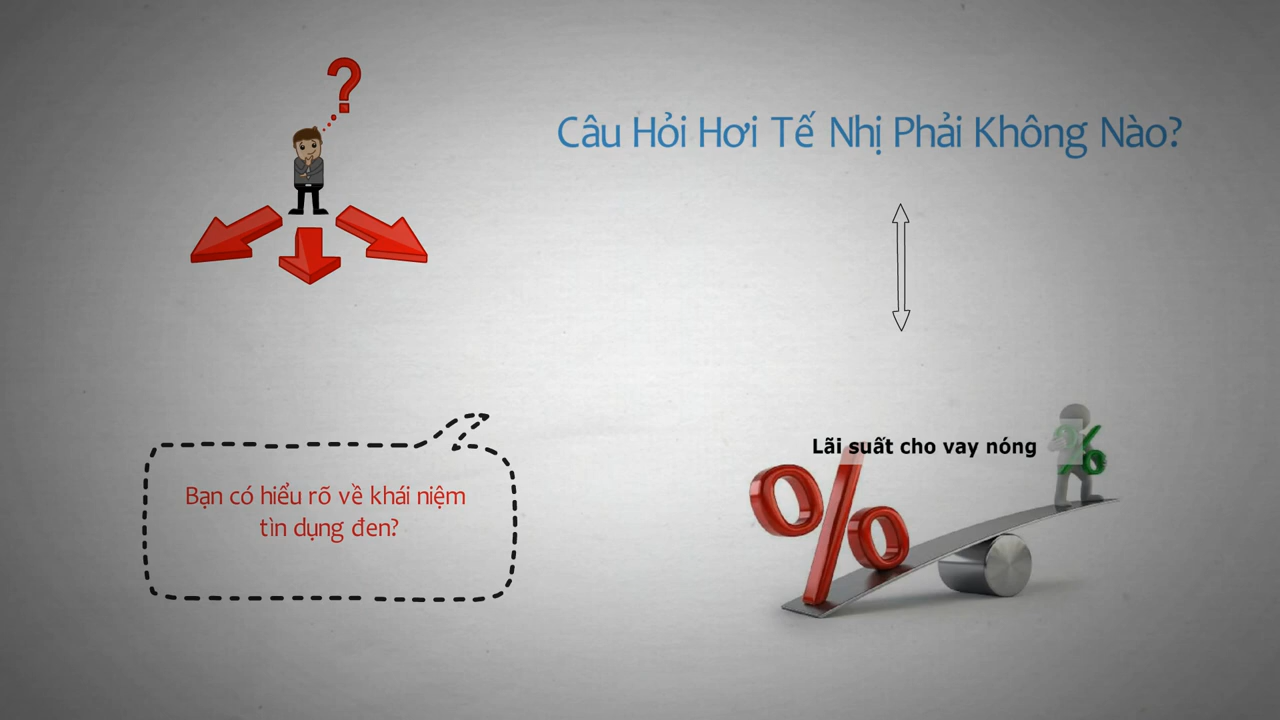 Câu Hỏi Hơi Tế Nhị Phải Không Nào?
Lãi suất cho vay nóng
Bạn có hiểu rõ về khái niệm
tìn dụng đen?